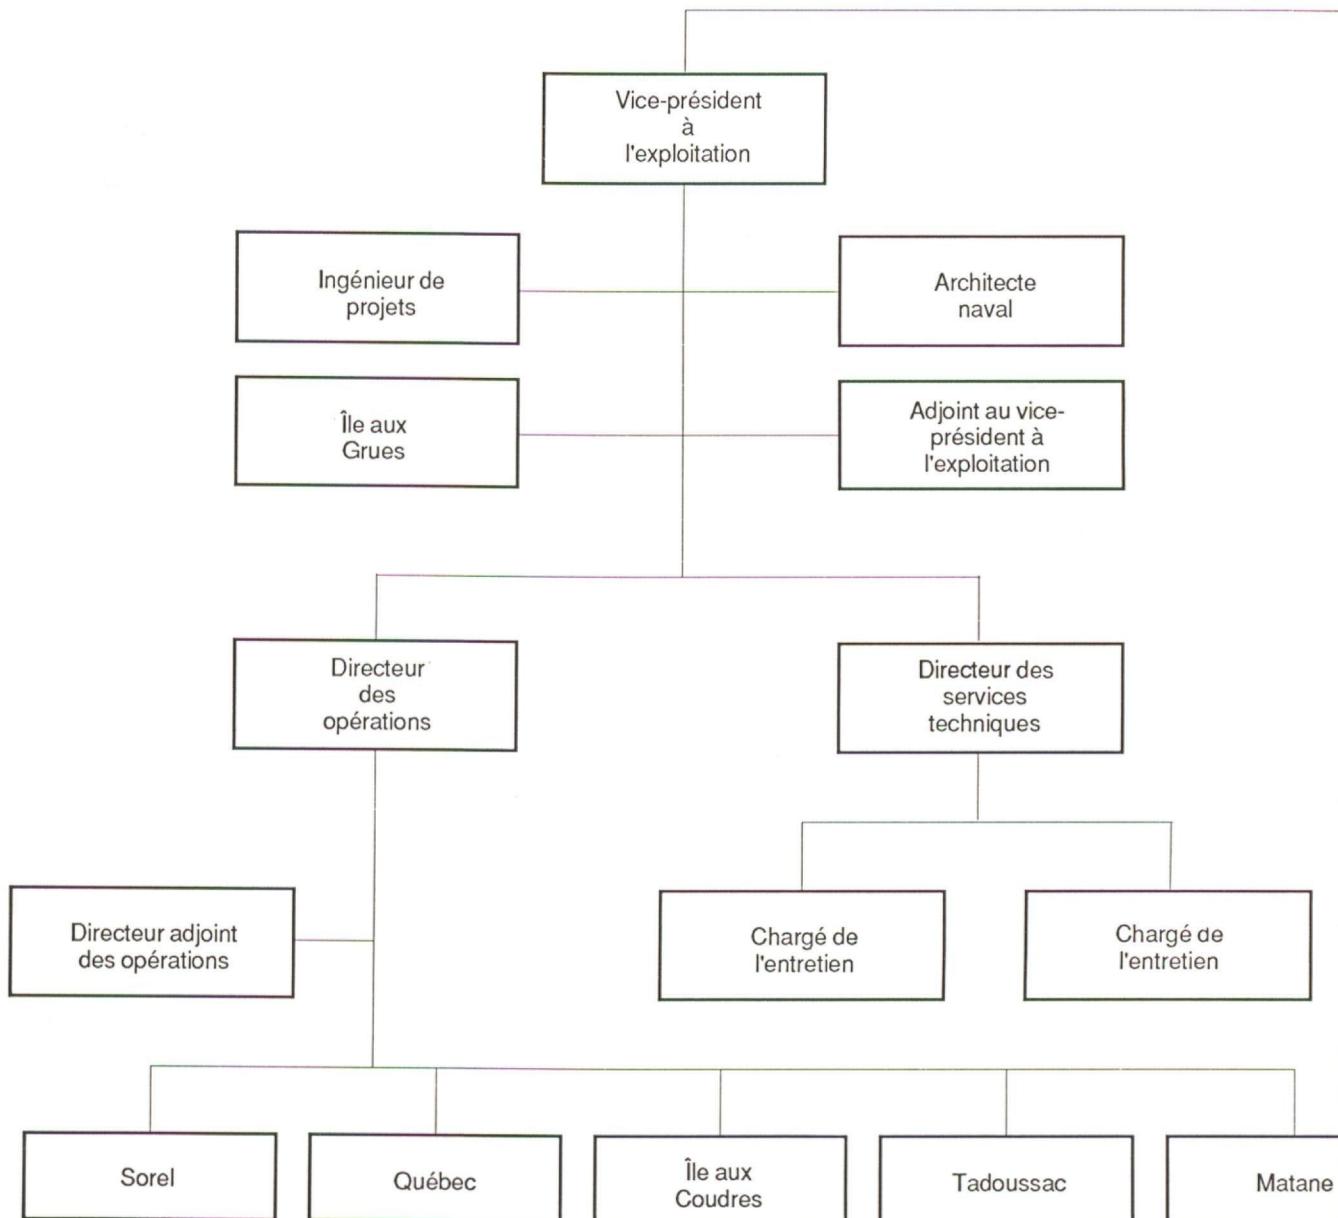 Vice-président
à
l'exploitation
Ingénieur de
projets
Architecte
naval
Île aux
Grues
Adjoint au vice-
président à
l'exploitation
Directeur
des
opérations
Directeur des
services
techniques
Directeur adjoint
des opérations
Chargé de
l'entretien
Chargé de
l'entretien
Sorel
Québec
Île aux
Coudres
Tadoussac
Matane